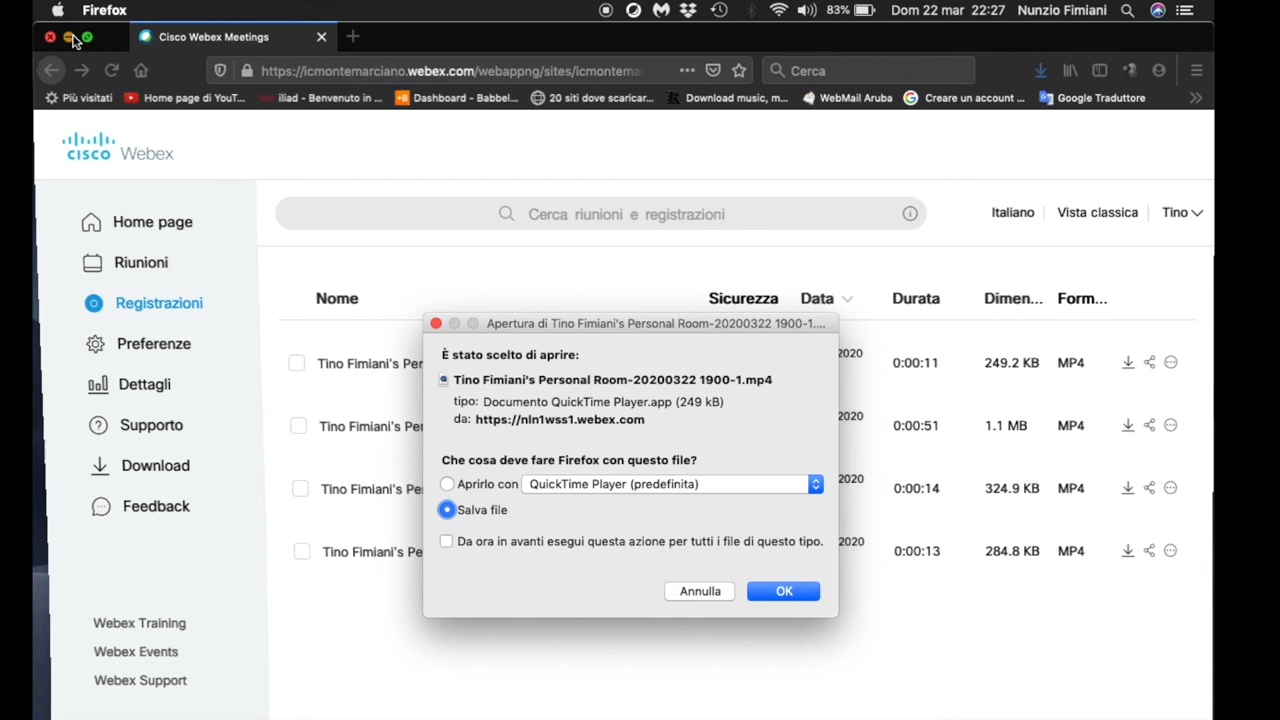 Firefox 83% Dom 22 mar 22:27 Nunzio Fimiani
Cisco Webex Meetings
https://icmontemarciano.webex.com/webappng/sites/icmontemar Cerca
Più visitati Home page di YouT... iliad - Benvenuto in ... Dashboard - Babbel... 20 siti dove scaricar... Download music, m... WebMail Aruba Creare un account ... Google Traduttore
CISCO Webex
Home page
Riunioni
Registrazioni
Preferenze
Dettagli
Supporto
Download
Feedback
Webex Training
Webex Events
Webex Support
Cerca riunioni e registrazioni
Italiano Vista classica Tino
Nome Sicurezza Data Durata Dimen... Form...
Tino Fimiani's Per 2020 0:00:11 249.2 KB MP4
Tino Fimiani's Per 2020 0:00:51 1.1 MB MP4
Tino Fimiani's Pe 2020 0:00:14 324.9 KB MP4
Tino Fimiani's Pe 2020 0:00:13 284.8 KB MP4
Apertura di Tino Fimiani's Personal Room-20200322 1900-1....
È stato scelto di aprire:
Tino Fimiani's Personal Room-20200322 1900-1.mp4
tipo: Documento QuickTime Player.app (249 kB)
da: https://nln1wss1.webex.com
Che cosa deve fare Firefox con questo file?
Aprirlo con QuickTime Player (predefinita)
Salva file
Da ora in avanti esegui questa azione per tutti i file di questo tipo.
Annulla OK